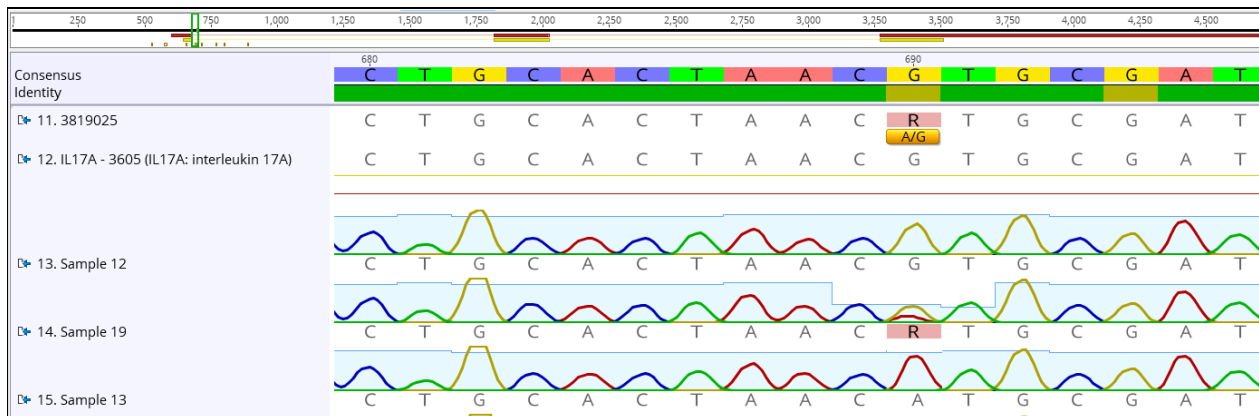 1 250 500 750 1,000 1,250 1,500 1,750 2,000 2,250 2,500 2,750 3,000 3,250 3,500 3,750 4,000 4,250 4,500
680 690
Consensus C T G C A C T A A C G T G C G A T
Identity
11. 3819025 C T G C A C T A A C R T G C G A T
A/G
12. IL17A - 3605 (IL17A: interleukin 17A) C T G C A C T A A C G T G C G A T
13. Sample 12 C T G C A C T A A C G T G C G A T
14. Sample 19 C T G C A C T A A C R T G C G A T
15. Sample 13 C T G C A C T A A C A T G C G A T